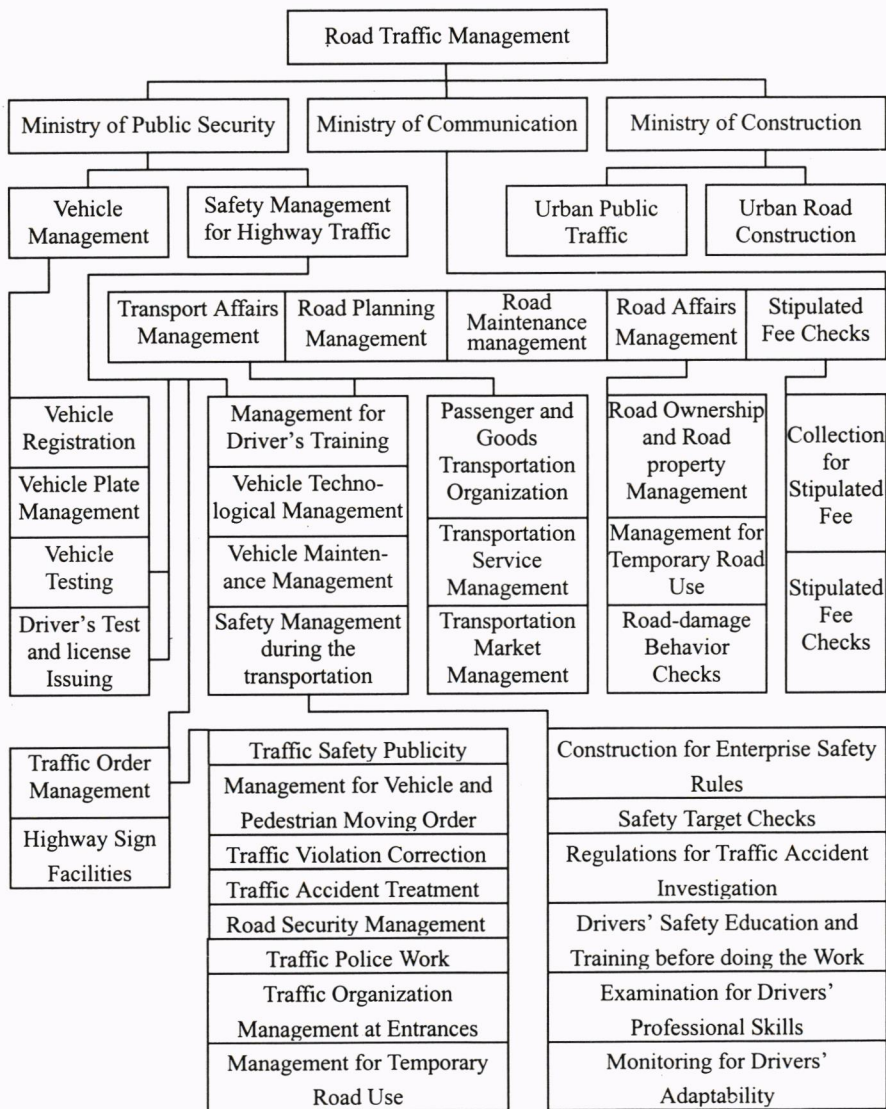 Road Traffic Management
Ministry of Public Security
Ministry of Communication
Ministry of Construction
Vehicle
Management
Safety Management
for Highway Traffic
Urban Public
Traffic
Urban Road
Construction
Transport Affairs
Management
Road Planning
Management
Road
Maintenance
management
Road Affairs
Management
Stipulated
Fee Checks
Vehicle
Registration
Vehicle Plate
Management
Vehicle
Testing
Driver's Test
and license
Issuing
Management for
Driver's Training
Vehicle Techno-
logical Management
Vehicle Mainten-
ance Management
Safety Management
during the
transportation
Passenger and
Goods
Transportation
Organization
Transportation
Service
Management
Transportation
Market
Management
Road Ownership
and Road
property
Management
Management for
Temporary Road
Use
Road-damage
Behavior
Checks
Collection
for
Stipulated
Fee
Stipulated
Fee
Checks
Traffic Order
Management
Highway Sign
Facilities
Traffic Safety Publicity
Management for Vehicle and
Pedestrian Moving Order
Traffic Violation Correction
Traffic Accident Treatment
Road Security Management
Traffic Police Work
Traffic Organization
Management at Entrances
Management for Temporary
Road Use
Construction for Enterprise Safety
Rules
Safety Target Checks
Regulations for Traffic Accident
Investigation
Drivers' Safety Education and
Training before doing the Work
Examination for Drivers'
Professional Skills
Monitoring for Drivers'
Adaptability